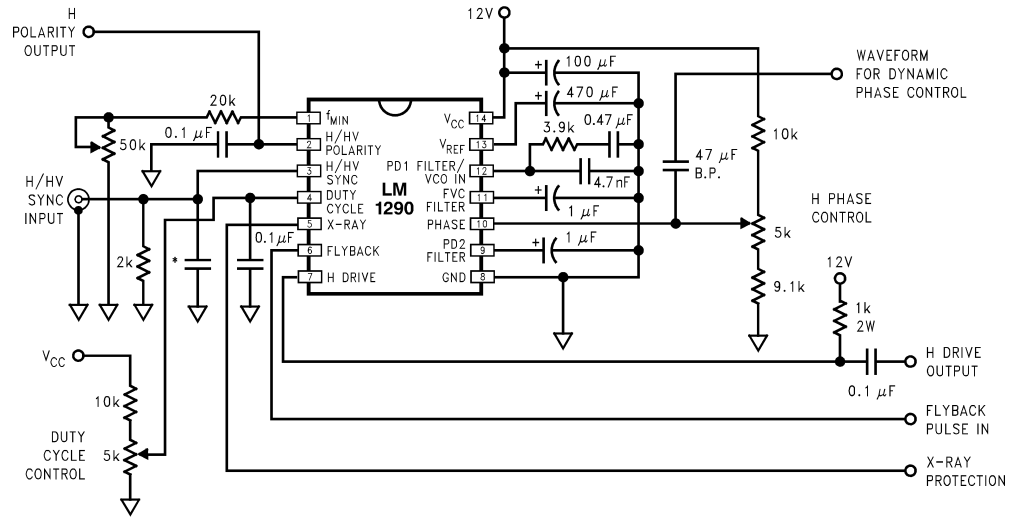 H
POLARITY
OUTPUT
12V
WAVEFORM
FOR DYNAMIC
PHASE CONTROL
100 μF
470 μF
20k
50k
0.1 μF
3.9k
0.47 μF
4.7nF
1 μF
1 μF
47 μF
B.P.
10k
H PHASE
CONTROL
5k
9.1k
H/HV
SYNC
INPUT
2k
*
0.1μF
1 fMIN
2 H/HV
POLARITY
3 H/HV
SYNC
4 DUTY
CYCLE
5 X-RAY
6 FLYBACK
7 H DRIVE
LM
1290
VCC 14
VREF 13
PD1 FILTER/
VCO IN 12
FVC
FILTER 11
PHASE 10
PD2
FILTER 9
GND 8
12V
1k
2W
H DRIVE
OUTPUT
0.1 μF
VCC
10k
DUTY
CYCLE
CONTROL
5k
FLYBACK
PULSE IN
X-RAY
PROTECTION